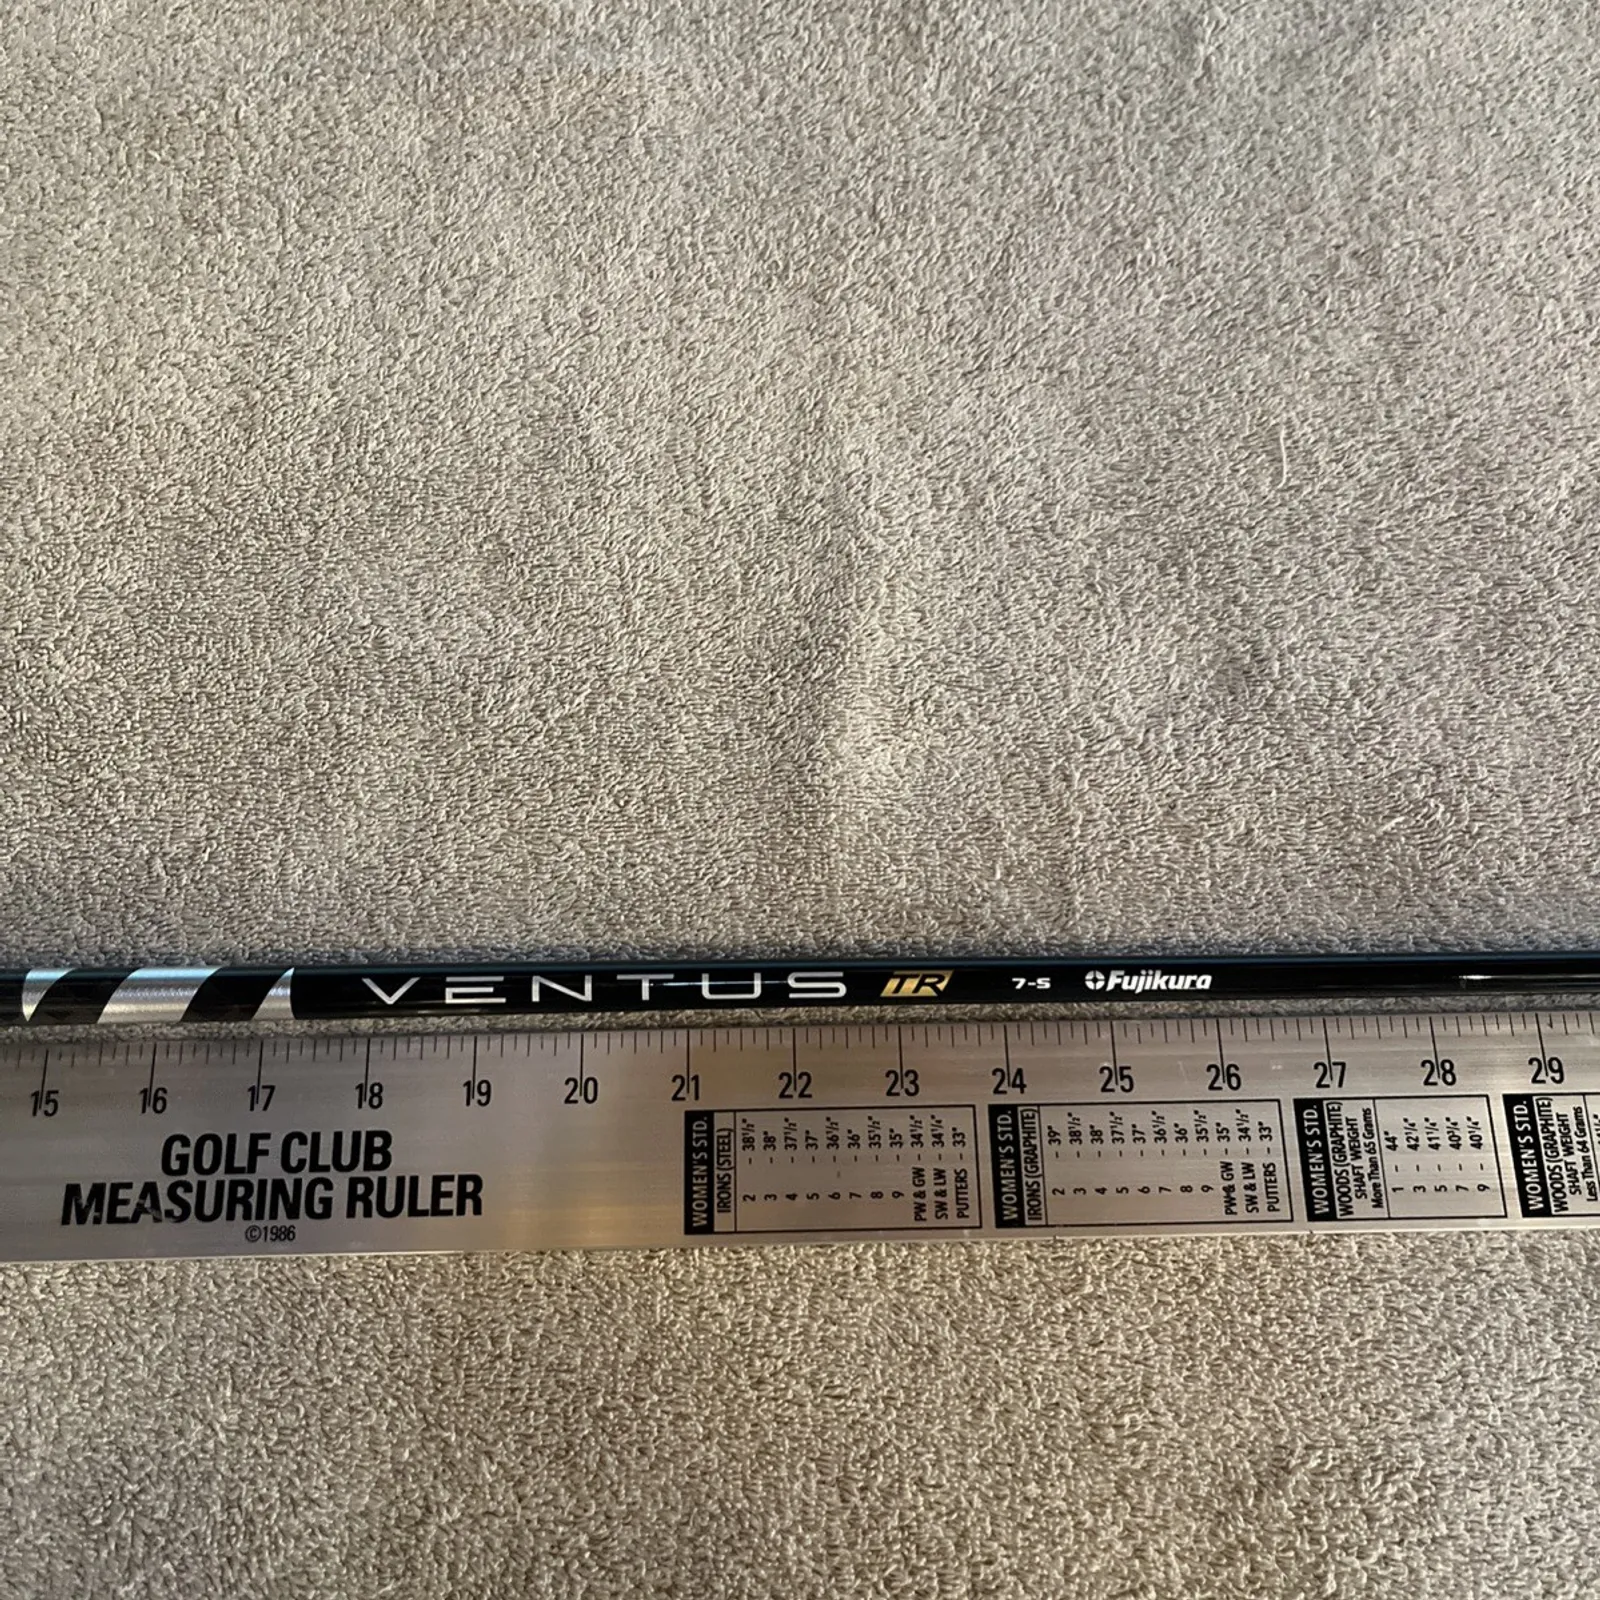 VENTUS TR 7-S Fujikura
15 16 17 18 19 20 21 22 23 24 25 26 27 28 29
GOLF CLUB
MEASURING RULER
©1986
WOMEN'S STD.
IRONS (STEEL)
2 - 38½"
3 - 38"
4 - 37½"
5 - 37"
6 - 36½"
7 - 36"
8 - 35½"
9 - 35"
PW & GW - 34½"
SW & LW - 34¼"
PUTTERS - 33"
WOMEN'S STD.
IRONS (GRAPHITE)
2 - 39"
3 - 38½"
4 - 38"
5 - 37½"
6 - 37"
7 - 36½"
8 - 36"
9 - 35½"
PW & GW - 35"
SW & LW - 34½"
PUTTERS - 33"
WOMEN'S STD.
WOODS (GRAPHITE)
SHAFT WEIGHT
More Than 65 Grams
1 - 44"
3 - 42¼"
5 - 41¼"
7 - 40¾"
9 - 40¼"
WOMEN'S STD.
WOODS (GRAPHITE)
SHAFT WEIGHT
Less Than 64 Grams